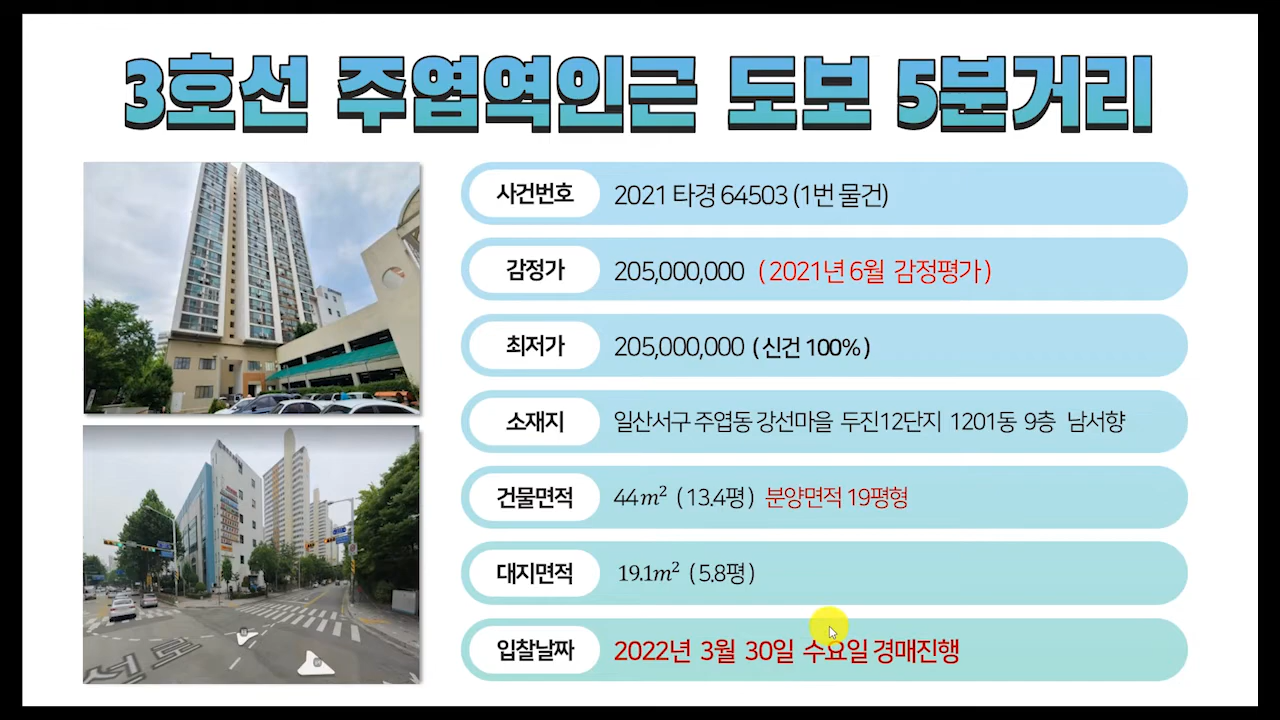 3호선 주엽역인근 도보 5분거리
사건번호 2021 타경 64503 (1번 물건)
감정가 205,000,000 ( 2021년 6월 감정평가 )
최저가 205,000,000 ( 신건 100% )
소재지 일산서구 주엽동 강선마을 두진12단지 1201동 9층 남서향
건물면적 44m² ( 13.4평 ) 분양면적 19평형
대지면적 19.1m² ( 5.8평 )
입찰날짜 2022년 3월 30일 수요일 경매진행